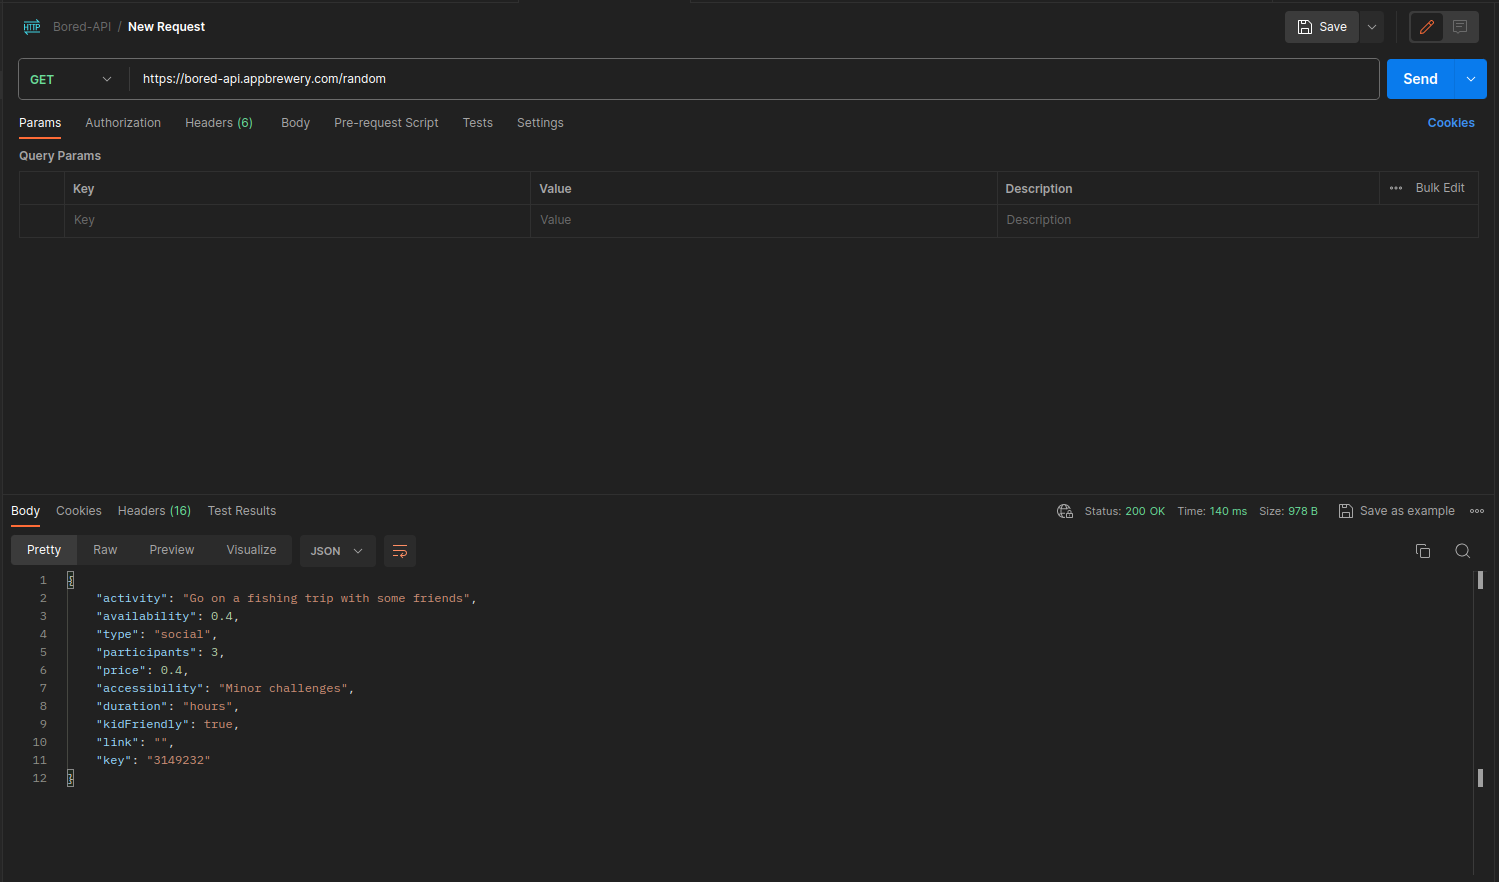 HTTP Bored-API / New Request Save
GET https://bored-api.appbrewery.com/random Send
Params Authorization Headers (6) Body Pre-request Script Tests Settings Cookies
Query Params
Key Value Description Bulk Edit
Key Value Description
Body Cookies Headers (16) Test Results Status: 200 OK Time: 140 ms Size: 978 B Save as example
Pretty Raw Preview Visualize JSON
1 {
2 "activity": "Go on a fishing trip with some friends",
3 "availability": 0.4,
4 "type": "social",
5 "participants": 3,
6 "price": 0.4,
7 "accessibility": "Minor challenges",
8 "duration": "hours",
9 "kidFriendly": true,
10 "link": "",
11 "key": "3149232"
12 }